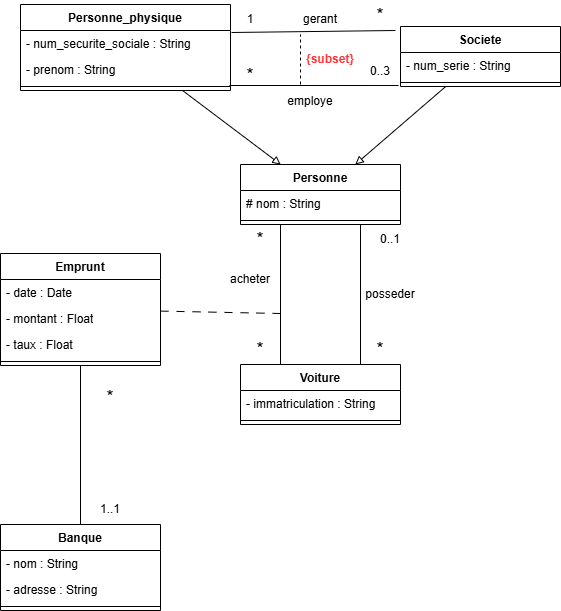 Personne_physique
- num_securite_sociale : String
- prenom : String
1
gerant
*
{subset}
*
0..3
employe
Societe
- num_serie : String
Personne
# nom : String
*
0..1
acheter
posseder
*
*
Emprunt
- date : Date
- montant : Float
- taux : Float
Voiture
- immatriculation : String
*
1..1
Banque
- nom : String
- adresse : String